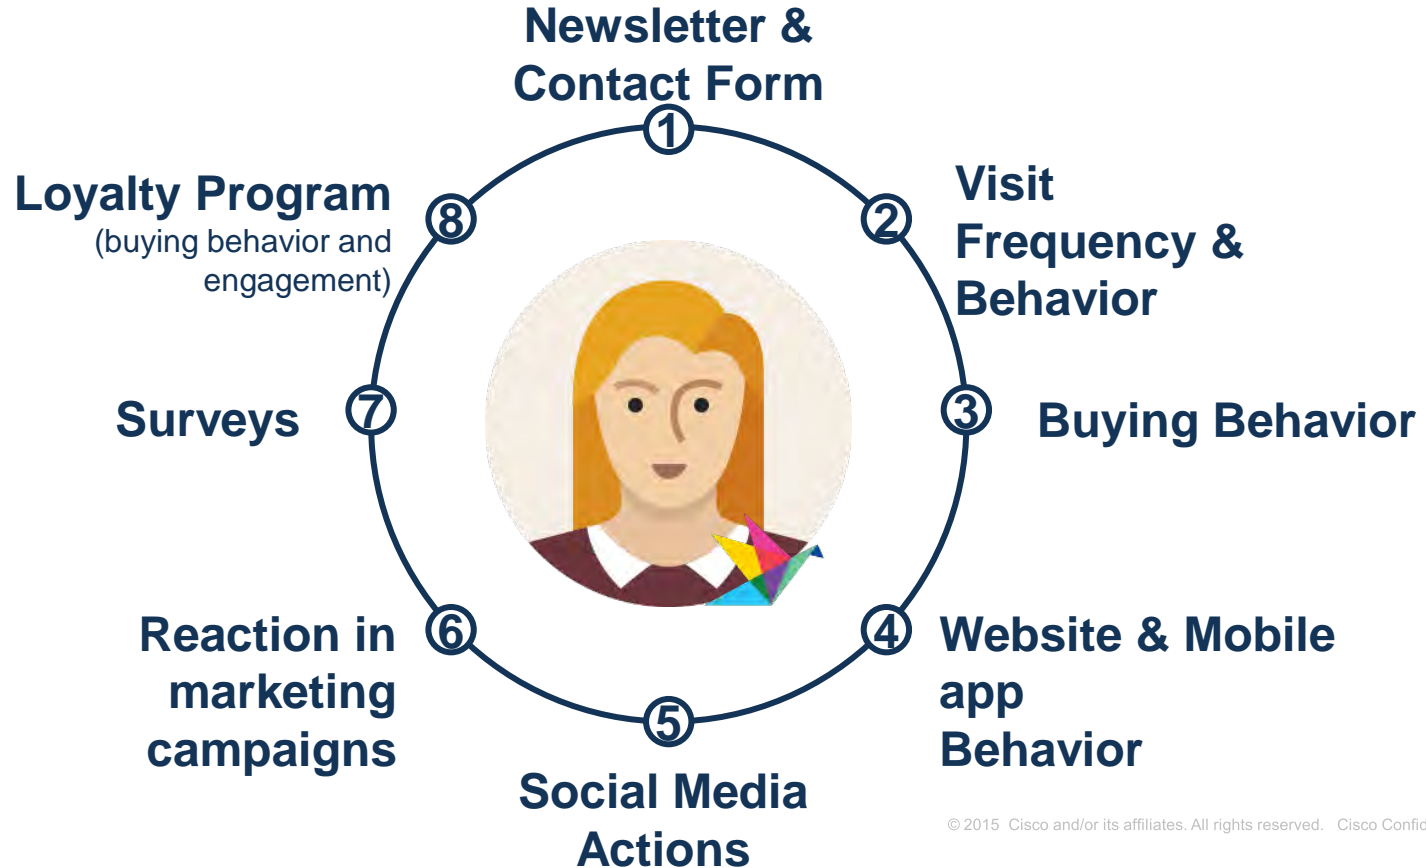 Newsletter &
Contact Form
1
2
Visit
Frequency &
Behavior
3
Buying Behavior
4
Website & Mobile
app
Behavior
5
Social Media
Actions
6
Reaction in
marketing
campaigns
7
Surveys
8
Loyalty Program
(buying behavior and
engagement)
© 2015 Cisco and/or its affiliates. All rights reserved. Cisco Confid